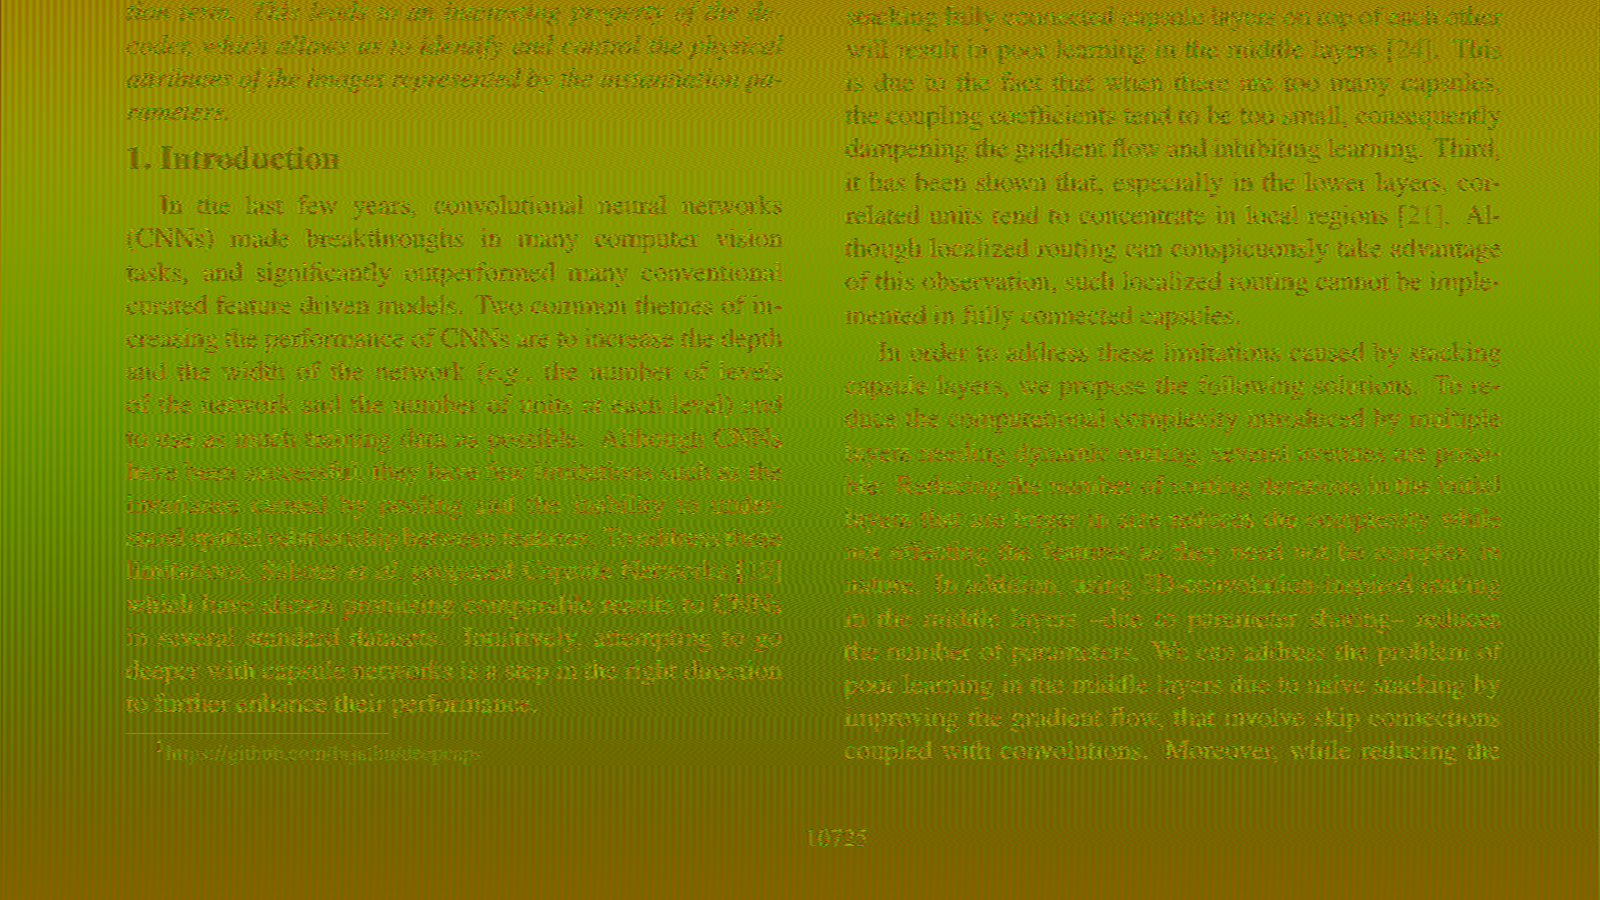 tion term. This leads to an interesting property of the de-
coder, which allows us to identify and control the physical
attributes of the images represented by the instantiation pa-
rameters.
1. Introduction
In the last few years, convolutional neural networks
(CNNs) made breakthroughs in many computer vision
tasks, and significantly outperformed many conventional
curated feature driven models. Two common themes of in-
creasing the performance of CNNs are to increase the depth
and the width of the network (e.g., the number of levels
of the network and the number of units at each level) and
to use as much training data as possible. Although CNNs
have been successful, they have few limitations such as the
invariance caused by pooling and the inability to under-
stand spatial relationship between features. To address these
limitations, Sabour et al. proposed Capsule Networks [19]
which have shown promising comparable results to CNNs
in several standard datasets. Intuitively, attempting to go
deeper with capsule networks is a step in the right direction
to further enhance their performance.
1https://github.com/brjathu/deepcaps
stacking fully connected capsule layers on top of each other
will result in poor learning in the middle layers [24]. This
is due to the fact that when there are too many capsules,
the coupling coefficients tend to be too small, consequently
dampening the gradient flow and inhibiting learning. Third,
it has been shown that, especially in the lower layers, cor-
related units tend to concentrate in local regions [21]. Al-
though localized routing can conspicuously take advantage
of this observation, such localized routing cannot be imple-
mented in fully connected capsules.
In order to address these limitations caused by stacking
capsule layers, we propose the following solutions. To re-
duce the computational complexity introduced by multiple
layers needing dynamic routing, several avenues are possi-
ble: Reducing the number of routing iterations in the initial
layers that are larger in size reduces the complexity while
not affecting the features as they need not be complex in
nature. In addition, using 3D-convolution-inspired routing
in the middle layers –due to parameter sharing– reduces
the number of parameters. We can address the problem of
poor learning in the middle layers due to naive stacking by
improving the gradient flow, that involve skip connections
coupled with convolutions. Moreover, while reducing the
10725